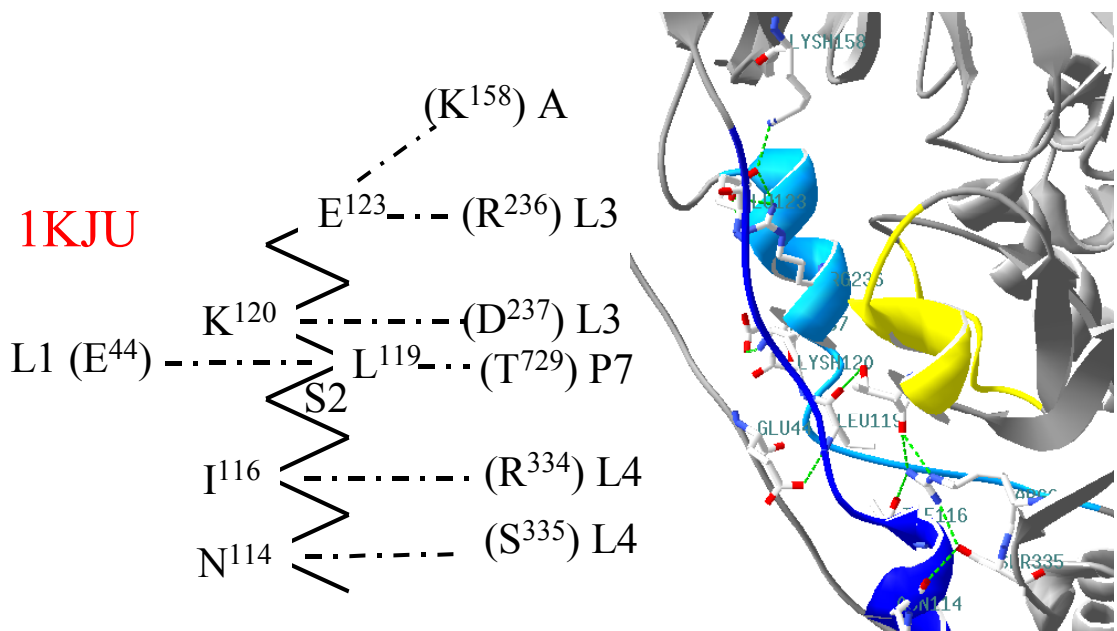 (K¹⁵⁸) A
1KJU
E¹²³ (R²³⁶) L3
K¹²⁰ (D²³⁷) L3
L1 (E⁴⁴) L¹¹⁹ (T⁷²⁹) P7
S2
I¹¹⁶ (R³³⁴) L4
N¹¹⁴ (S³³⁵) L4
LYSH158
LYSH120
GLU44
LEU119
SER335